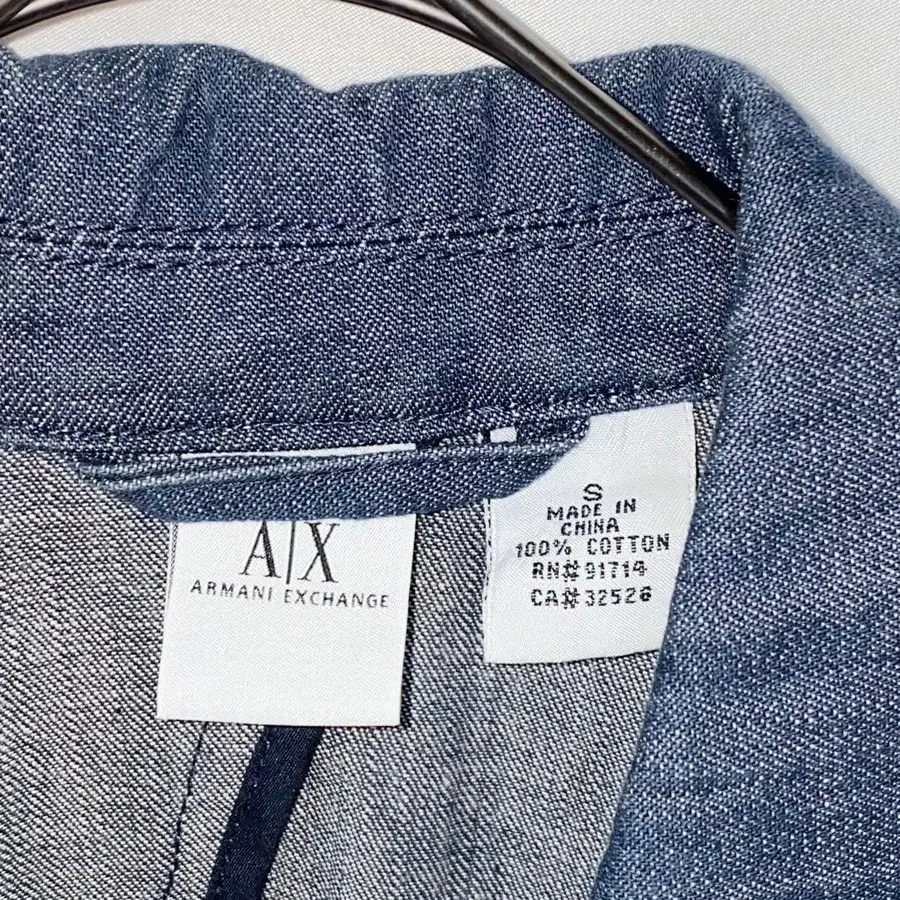 A|X
ARMANI EXCHANGE
S
MADE IN
CHINA
100% COTTON
RN#91714
CA#32526